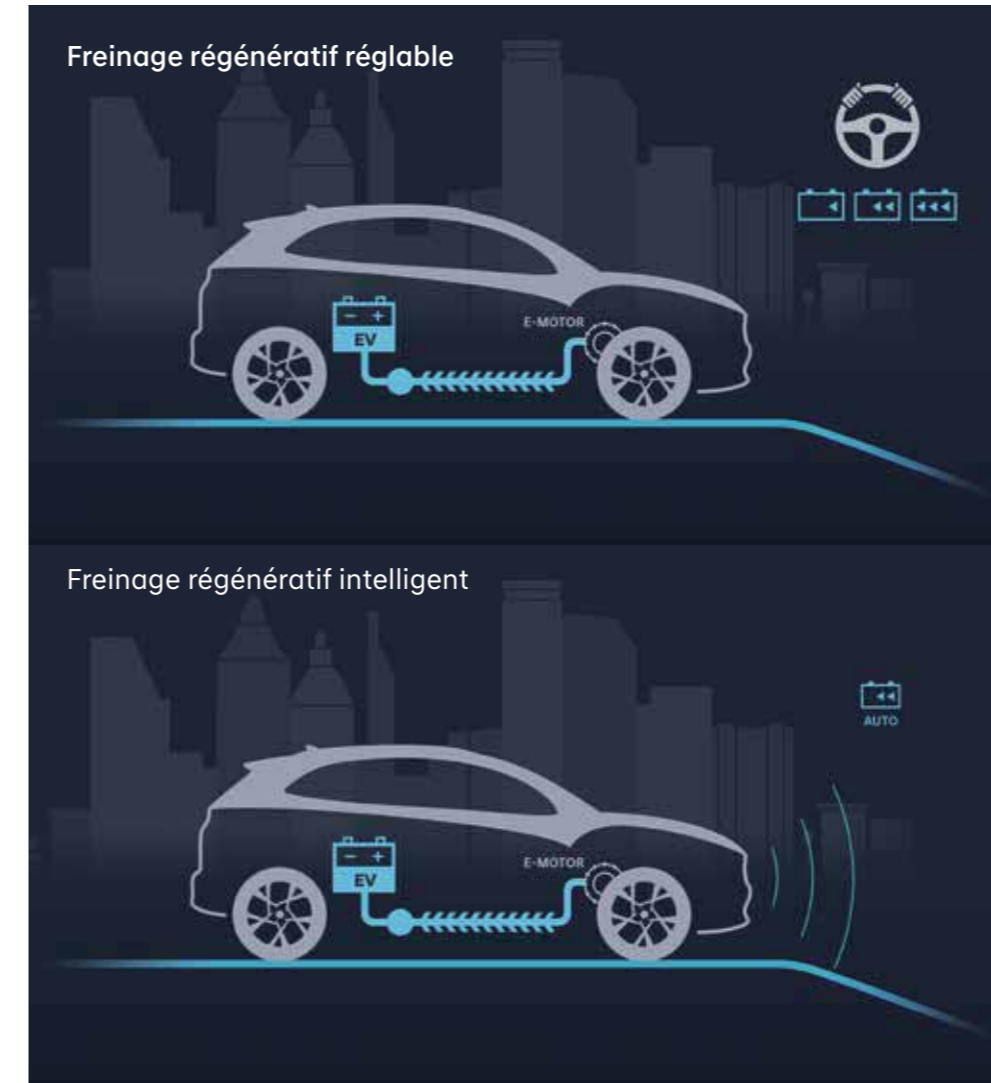 Freinage régénératif réglable
E-MOTOR
- +
EV
Freinage régénératif intelligent
AUTO
E-MOTOR
- +
EV